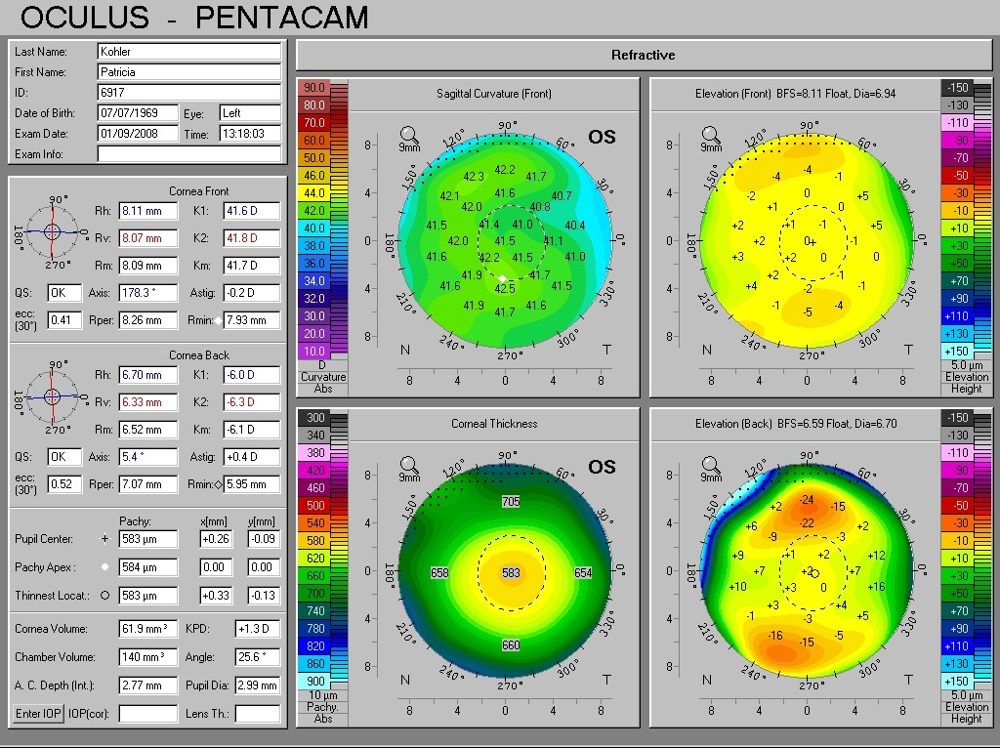 OCULUS - PENTACAM
Last Name: Kohler
First Name: Patricia
ID: 6917
Date of Birth: 07/07/1969 Eye: Left
Exam Date: 01/09/2008 Time: 13:18:03
Exam Info:
Cornea Front
90°
180° 0°
270°
Rh: 8.11 mm K1: 41.6 D
Rv: 8.07 mm K2: 41.8 D
Rm: 8.09 mm Km: 41.7 D
QS: OK Axis: 178.3 ° Astig: -0.2 D
ecc: (30°) 0.41 Rper: 8.26 mm Rmin: 7.93 mm
Cornea Back
90°
180° 0°
270°
Rh: 6.70 mm K1: -6.0 D
Rv: 6.33 mm K2: -6.3 D
Rm: 6.52 mm Km: -6.1 D
QS: OK Axis: 5.4 ° Astig: +0.4 D
ecc: (30°) 0.52 Rper: 7.07 mm Rmin: 5.95 mm
Pachy: x[mm] y[mm]
Pupil Center: + 583 µm +0.26 -0.09
Pachy Apex : 584 µm 0.00 0.00
Thinnest Locat.: O 583 µm +0.33 -0.13
Cornea Volume: 61.9 mm³ KPD: +1.3 D
Chamber Volume: 140 mm³ Angle: 25.6 °
A. C. Depth (Int.): 2.77 mm Pupil Dia: 2.99 mm
Enter IOP IOP(cor): Lens Th.:
Refractive
90.0
80.0
70.0
60.0
50.0
46.0
44.0
42.0
40.0
38.0
36.0
34.0
32.0
30.0
20.0
10.0
D
Curvature
Abs
Sagittal Curvature (Front)
9mm
OS
90°
120° 60°
150° 30°
180° 0°
210° 330°
240° 300°
270°
8
4
0
4
8
42.2
42.3 41.7
42.1 41.6 40.7
42.0 40.8
41.5 41.4 41.0 40.4
42.0 41.5 41.1
41.6 42.2 41.5 41.0
41.9 41.7
41.6 42.5 41.5
41.9 41.6
41.7
N T
8 4 0 4 8
Elevation (Front) BFS=8.11 Float, Dia=6.94
9mm
90°
120° 60°
150° 30°
180° 0°
210° 330°
240° 300°
270°
8
4
0
4
8
-4
-4 -1
-2 0 +5
+1 0
+2 +1 -1 0
+2 0 -1
+3 +2 0 0
+2 -1
+4 -2 -1
-1 -4
-5
N T
8 4 0 4 8
-150
-130
-110
-90
-70
-50
-30
-10
+10
+30
+50
+70
+90
+110
+130
+150
5.0 µm
Elevation
Height
300
340
380
420
460
500
540
580
620
660
700
740
780
820
860
900
10 µm
Pachy.
Abs
Corneal Thickness
9mm
OS
90°
120° 60°
150° 30°
180° 0°
210° 330°
240° 300°
270°
8
4
0
4
8
705
658 583 654
660
N T
8 4 0 4 8
Elevation (Back) BFS=6.59 Float, Dia=6.70
9mm
90°
120° 60°
150° 30°
180° 0°
210° 330°
240° 300°
270°
8
4
0
4
8
-24
+2 -15
+6 -22 +2
-9 -3
+9 +1 +2 +12
+7 +2 +7
+10 +3 0 +16
+3 +4
-1 -3 +5
-16 -5
-15
N T
8 4 0 4 8
-150
-130
-110
-90
-70
-50
-30
-10
+10
+30
+50
+70
+90
+110
+130
+150
5.0 µm
Elevation
Height